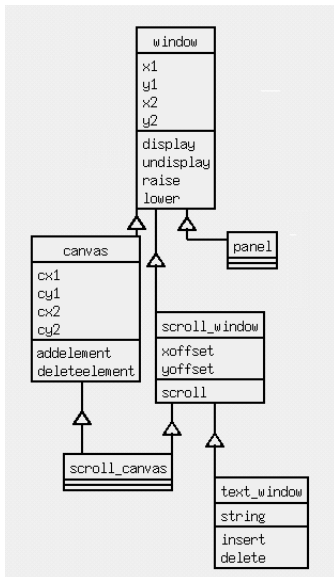 window
x1
y1
x2
y2
display
undisplay
raise
lower
canvas
cx1
cy1
cx2
cy2
addelement
deleteelement
panel
scroll_window
xoffset
yoffset
scroll
scroll_canvas
text_window
string
insert
delete